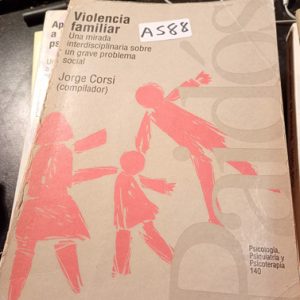 Violencia
familiar
Una mirada
interdisciplinaria sobre
un grave problema
social
Jorge Corsi
(compilador)
A588
Paidós
Psicología,
Psiquiatría y
Psicoterapia
140